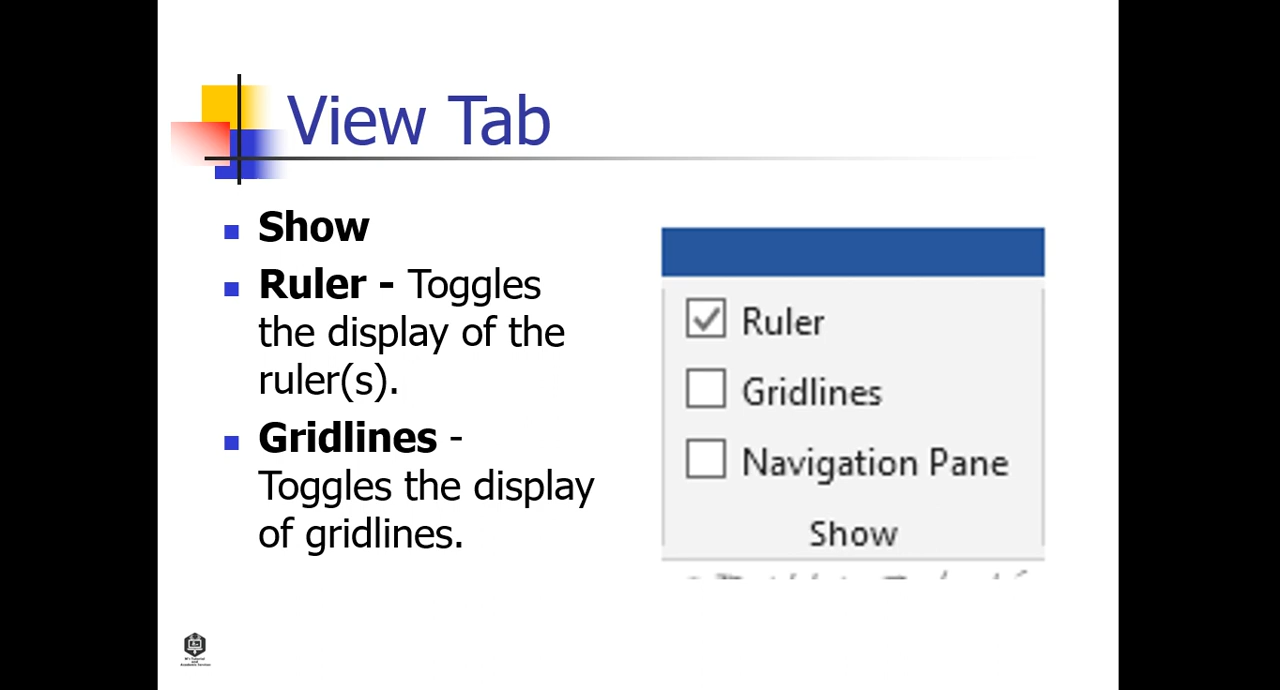 View Tab
Show
Ruler - Toggles
the display of the
ruler(s).
Gridlines -
Toggles the display
of gridlines.
Ruler
Gridlines
Navigation Pane
Show